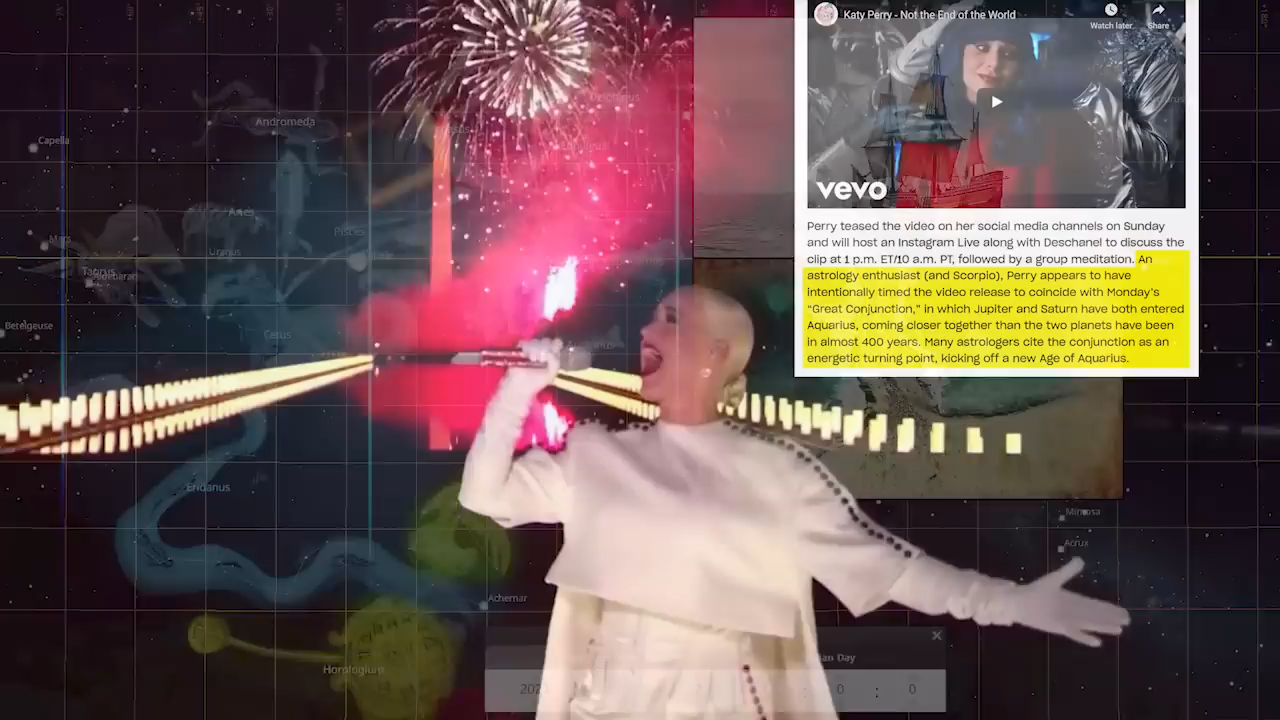 Katy Perry - Not the End of the World
Watch later
Share
vevo
Perry teased the video on her social media channels on Sunday
and will host an Instagram Live along with Deschanel to discuss the
clip at 1 p.m. ET/10 a.m. PT, followed by a group meditation. An
astrology enthusiast (and Scorpio), Perry appears to have
intentionally timed the video release to coincide with Monday's
"Great Conjunction," in which Jupiter and Saturn have both entered
Aquarius, coming closer together than the two planets have been
in almost 400 years. Many astrologers cite the conjunction as an
energetic turning point, kicking off a new Age of Aquarius.
Capella
Andromeda
Delphinus
Aries
Mars
Pisces
Uranus
Taurus
Aldebaran
Betelgeuse
Cetus
Eridanus
Mimosa
Acrux
Achernar
Horologium
Day
0 : 0